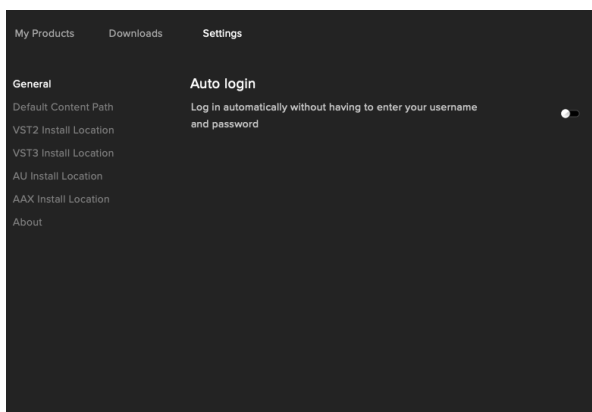 My Products
Downloads
Settings
General
Default Content Path
VST2 Install Location
VST3 Install Location
AU Install Location
AAX Install Location
About
Auto login
Log in automatically without having to enter your username
and password